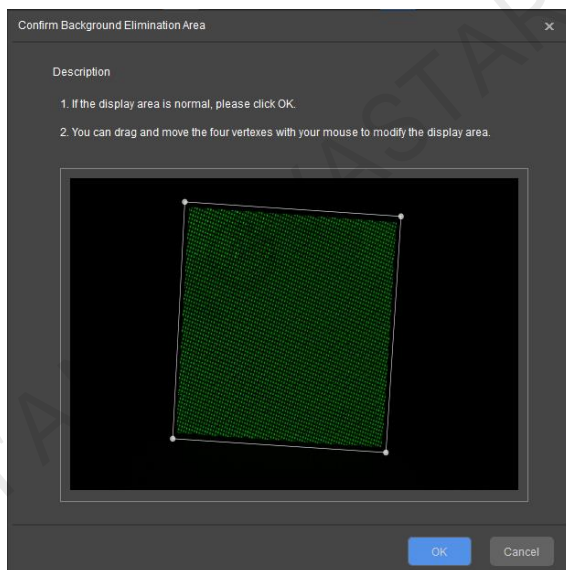 Confirm Background Elimination Area
×
Description
1. If the display area is normal, please click OK.
2. You can drag and move the four vertexes with your mouse to modify the display area.
OK
Cancel